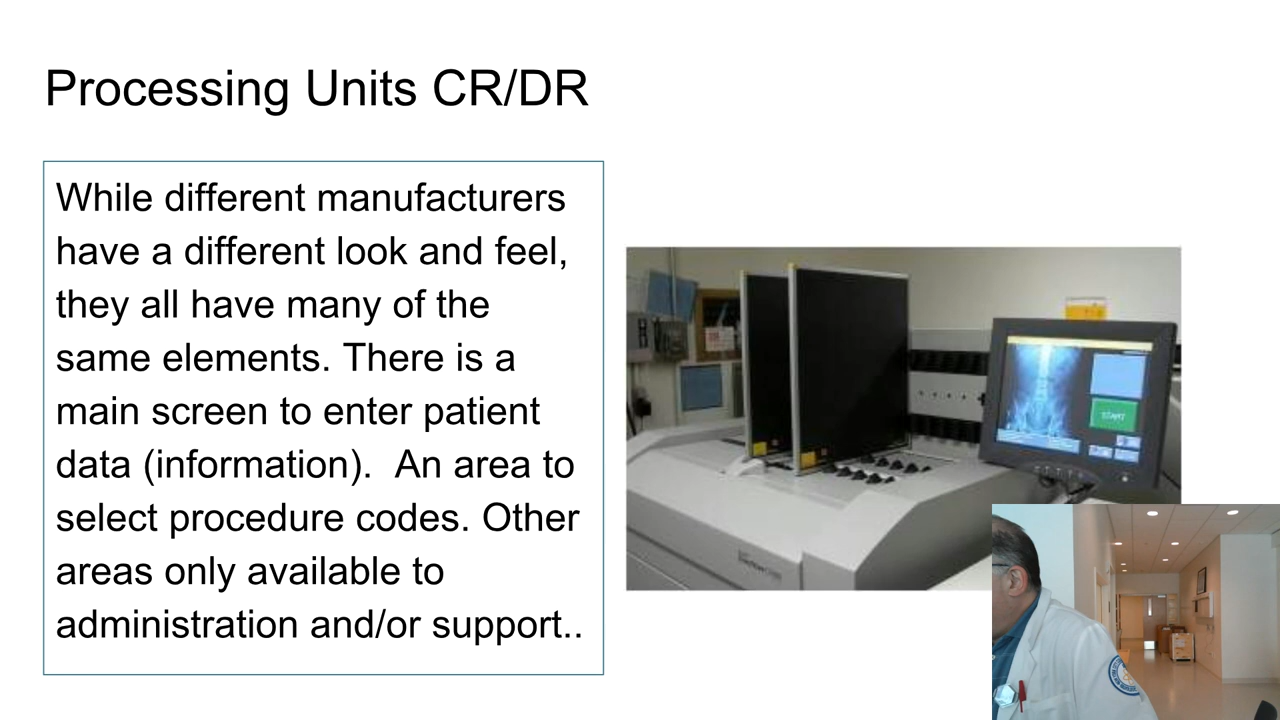 Processing Units CR/DR
While different manufacturers
have a different look and feel,
they all have many of the
same elements. There is a
main screen to enter patient
data (information).  An area to
select procedure codes. Other
areas only available to
administration and/or support..
START